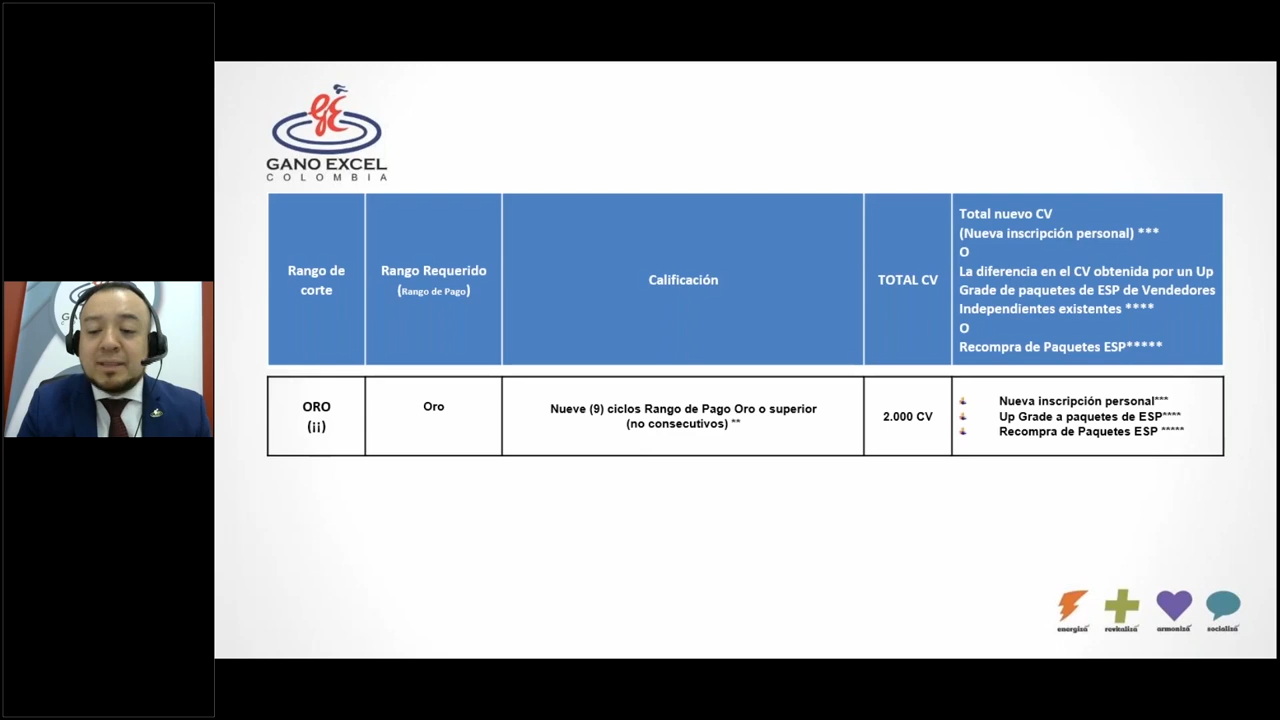 GANO EXCEL
COLOMBIA
Rango de
corte
Rango Requerido
(Rango de Pago)
Calificación
TOTAL CV
Total nuevo CV
(Nueva inscripción personal) ***
O
La diferencia en el CV obtenida por un Up
Grade de paquetes de ESP de Vendedores
Independientes existentes ****
O
Recompra de Paquetes ESP*****
ORO
(¡¡)
Oro
Nueve (9) ciclos Rango de Pago Oro o superior
(no consecutivos) **
2.000 CV
Nueva inscripción personal***
Up Grade a paquetes de ESP****
Recompra de Paquetes ESP *****
energiza
revitaliza
armoniza
socializa